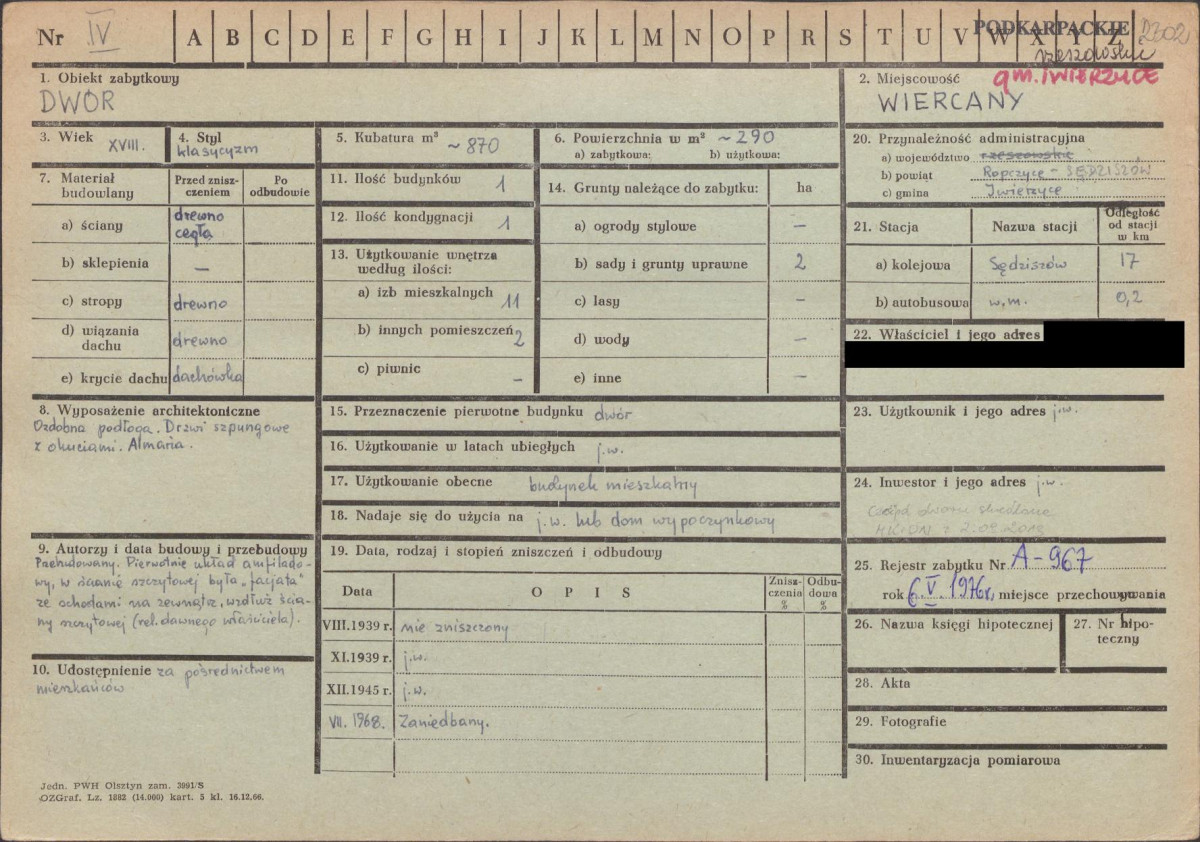 Nr IV A B C D E F G H I J K L M N O P R S T U V W X Y Z
PODKARPACKIE
rzeszowskie
1. Obiekt zabytkowy
DWÓR
2. Miejscowość gm. IWIERZYCE
WIERCANY
3. Wiek XVIII.
4. Styl
klasycyzm
5. Kubatura m³ ~870
6. Powierzchnia w m² ~290
a) zabytkowa: b) użytkowa:
7. Materiał budowlany
Przed zniszczeniem
Po odbudowie
a) ściany drewno
cegła
b) sklepienia —
c) stropy drewno
d) wiązania dachu drewno
e) krycie dachu dachówka
8. Wyposażenie architektoniczne
Ozdobna podłoga. Drzwi szpungowe
z okuciami. Almaria.
9. Autorzy i data budowy i przebudowy
Przebudowany. Pierwotnie układ amfilado-
wy, w ścianie szczytowej była "facjata"
ze schodami na zewnątrz, wzdłuż ścia-
ny szczytowej (rel. dawnego właściciela).
10. Udostępnienie za pośrednictwem
mieszkańców
11. Ilość budynków 1
12. Ilość kondygnacji 1
13. Użytkowanie wnętrza
według ilości:
a) izb mieszkalnych 11
b) innych pomieszczeń 2
c) piwnic –
14. Grunty należące do zabytku: ha
a) ogrody stylowe –
b) sady i grunty uprawne 2
c) lasy –
d) wody –
e) inne –
15. Przeznaczenie pierwotne budynku dwór
16. Użytkowanie w latach ubiegłych j.w.
17. Użytkowanie obecne budynek mieszkalny
18. Nadaje się do użycia na j.w. lub dom wypoczynkowy
19. Data, rodzaj i stopień zniszczeń i odbudowy
Data OPIS Zniszczenia % Odbudowa %
VIII.1939 r. nie zniszczony
XI.1939 r. j.w.
XII.1945 r. j.w.
VII. 1968. Zaniedbany.
20. Przynależność administracyjna
a) województwo rzeszowskie
b) powiat Ropczyce - SĘDZISZÓW
c) gmina Iwierzyce
21. Stacja Nazwa stacji Odległość od stacji w km
a) kolejowa Sędziszów 17
b) autobusowa w.m. 0,2
22. Właściciel i jego adres
23. Użytkownik i jego adres j.w.
24. Inwestor i jego adres j.w.
25. Rejestr zabytku Nr A-967
rok 6.V 1976r. miejsce przechowywania
26. Nazwa księgi hipotecznej
27. Nr hipoteczny
28. Akta
29. Fotografie
30. Inwentaryzacja pomiarowa
Jedn. PWH Olsztyn zam. 3991/S
OZGraf. Lz. 1882 (14.000) kart. 5 kl. 16.12.66.